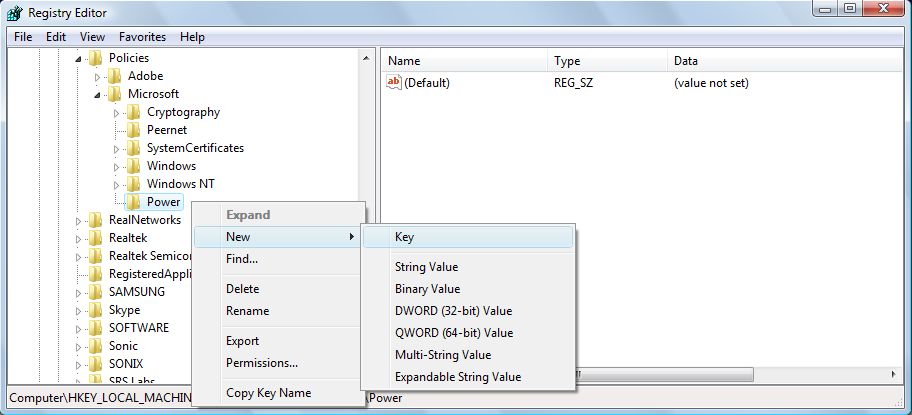 Registry Editor
File Edit View Favorites Help
Policies
Adobe
Microsoft
Cryptography
Peernet
SystemCertificates
Windows
Windows NT
Power
RealNetworks
Realtek
Realtek Semicon
RegisteredAppli
SAMSUNG
Skype
SOFTWARE
Sonic
SONIX
SRS Labs
Name Type Data
ab (Default) REG_SZ (value not set)
Expand
New
Find...
Delete
Rename
Export
Permissions...
Copy Key Name
Key
String Value
Binary Value
DWORD (32-bit) Value
QWORD (64-bit) Value
Multi-String Value
Expandable String Value
Computer\HKEY_LOCAL_MACHIN \Power